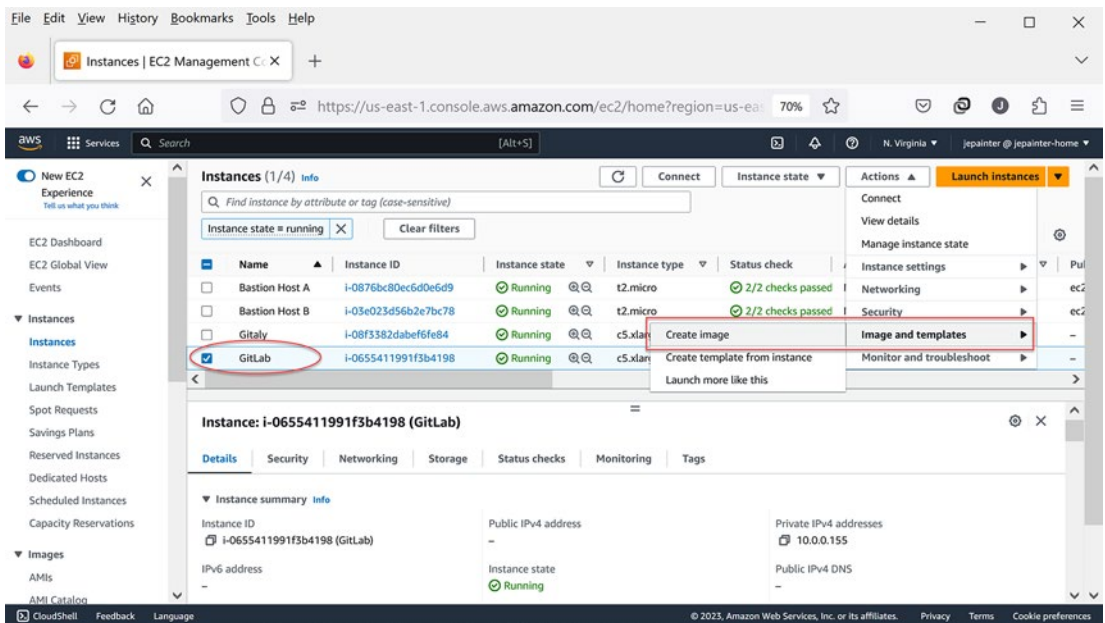 File Edit View History Bookmarks Tools Help
Instances | EC2 Management Co
https://us-east-1.console.aws.amazon.com/ec2/home?region=us-eas 70%
aws Services Search [Alt+S] N. Virginia jepainter @ jepainter-home
New EC2
Experience
Tell us what you think
EC2 Dashboard
EC2 Global View
Events
Instances
Instances
Instance Types
Launch Templates
Spot Requests
Savings Plans
Reserved Instances
Dedicated Hosts
Scheduled Instances
Capacity Reservations
Images
AMIs
AMI Catalog
Instances (1/4) Info Connect Instance state Actions Launch instances
Find instance by attribute or tag (case-sensitive)
Instance state = running Clear filters
Name Instance ID Instance state Instance type Status check Pul
Bastion Host A i-0876bc80ec6d0e6d9 Running t2.micro 2/2 checks passed ec2
Bastion Host B i-03e023d56b2e7bc78 Running t2.micro 2/2 checks passed ec2
Gitaly i-08f3382dabef6fe84 Running c5.xlar –
GitLab i-0655411991f3b4198 Running c5.xlar –
Connect
View details
Manage instance state
Instance settings
Networking
Security
Image and templates
Monitor and troubleshoot
Create image
Create template from instance
Launch more like this
Instance: i-0655411991f3b4198 (GitLab)
Details Security Networking Storage Status checks Monitoring Tags
Instance summary Info
Instance ID Public IPv4 address Private IPv4 addresses
i-0655411991f3b4198 (GitLab) – 10.0.0.155
IPv6 address Instance state Public IPv4 DNS
– Running –
CloudShell Feedback Language © 2023, Amazon Web Services, Inc. or its affiliates. Privacy Terms Cookie preferences